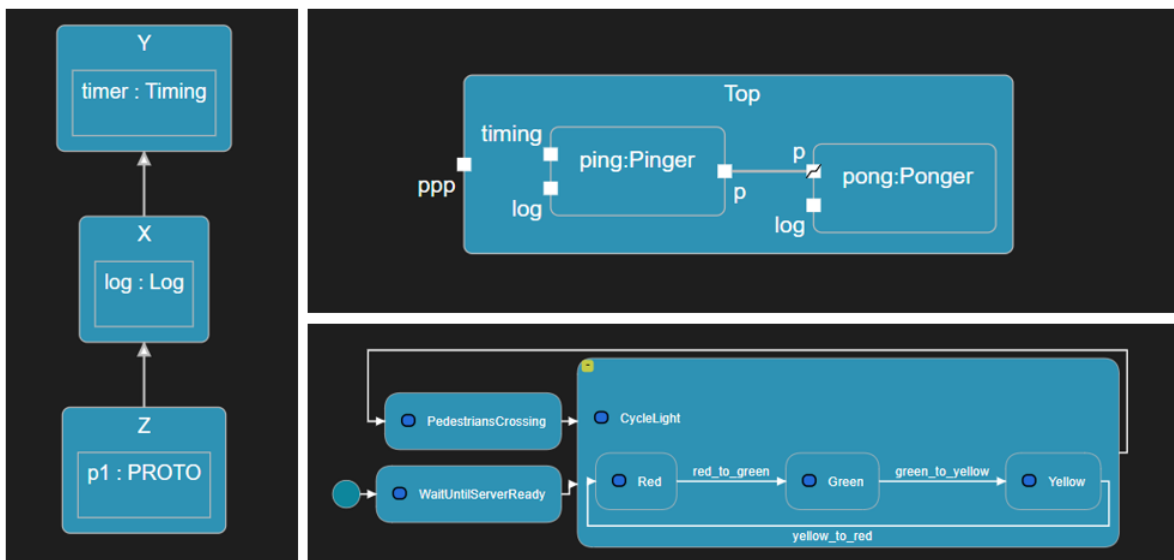 Y
timer : Timing
X
log : Log
Z
p1 : PROTO
Top
timing
ping:Pinger
p
pong:Ponger
ppp
log
p
log
-
PedestriansCrossing
CycleLight
WaitUntilServerReady
Red
red_to_green
Green
green_to_yellow
Yellow
yellow_to_red